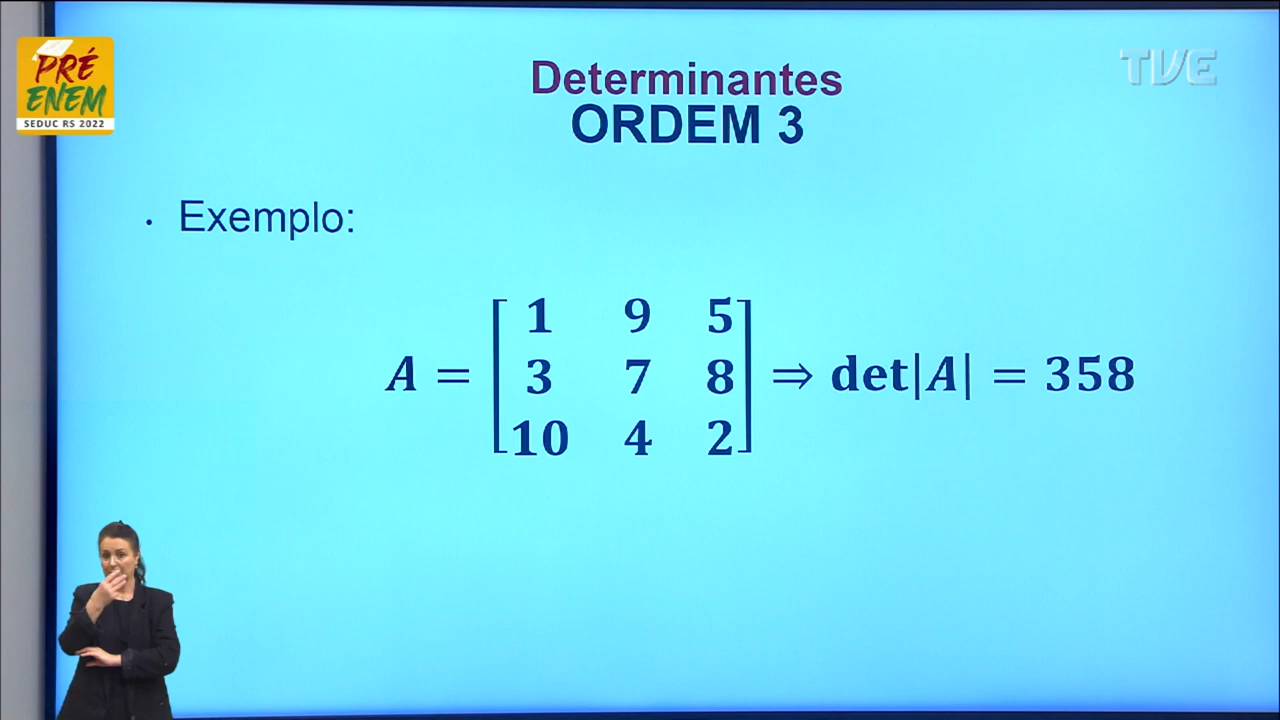 PRÉ
ENEM
SEDUC RS 2022
TVE
Determinantes
ORDEM 3
• Exemplo:
A = [1 9 5
3 7 8
10 4 2] ⇒ det|A| = 358